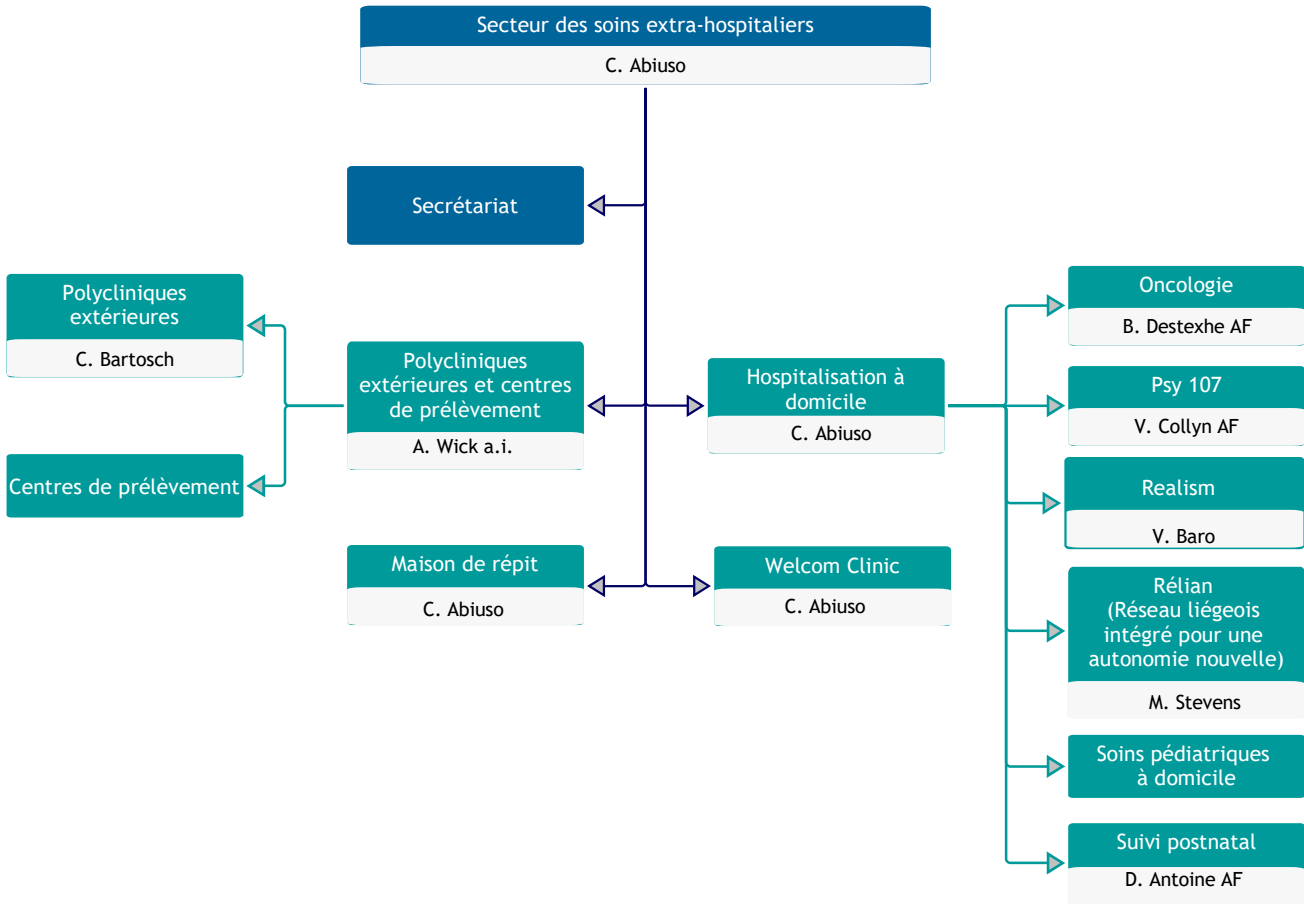 Secteur des soins extra-hospitaliers
C. Abiuso
Secrétariat
Polycliniques
extérieures
C. Bartosch
Centres de prélèvement
Polycliniques
extérieures et centres
de prélèvement
A. Wick a.i.
Hospitalisation à
domicile
C. Abiuso
Maison de répit
C. Abiuso
Welcom Clinic
C. Abiuso
Oncologie
B. Destexhe AF
Psy 107
V. Collyn AF
Realism
V. Baro
Rélian
(Réseau liégeois
intégré pour une
autonomie nouvelle)
M. Stevens
Soins pédiatriques
à domicile
Suivi postnatal
D. Antoine AF